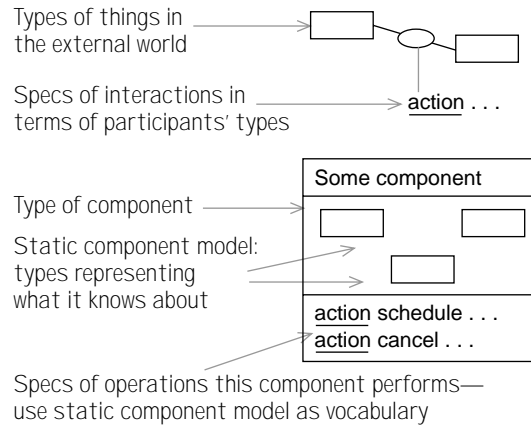 Types of things in
the external world
Specs of interactions in
terms of participants' types
action . . .
Some component
Type of component
Static component model:
types representing
what it knows about
action schedule . . .
action cancel . . .
Specs of operations this component performs—
use static component model as vocabulary